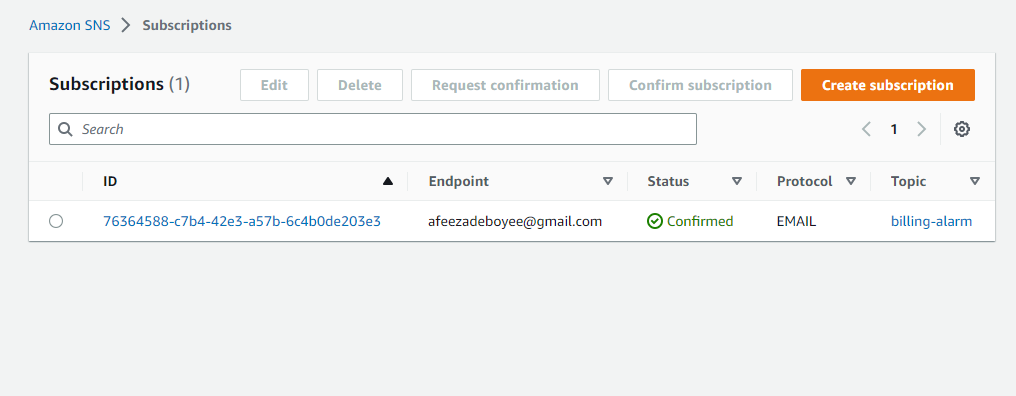 Amazon SNS > Subscriptions
Subscriptions (1) Edit Delete Request confirmation Confirm subscription Create subscription
Search 1
ID Endpoint Status Protocol Topic
76364588-c7b4-42e3-a57b-6c4b0de203e3 afeezadeboyee@gmail.com Confirmed EMAIL billing-alarm